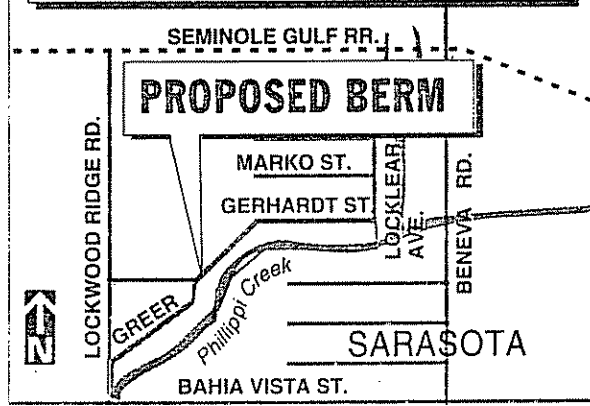 SEMINOLE GULF RR.
PROPOSED BERM
LOCKWOOD RIDGE RD.
MARKO ST.
GERHARDT ST.
LOCKLEAR
AVE.
BENEVA RD.
GREER
Phillippi Creek
N
SARASOTA
BAHIA VISTA ST.